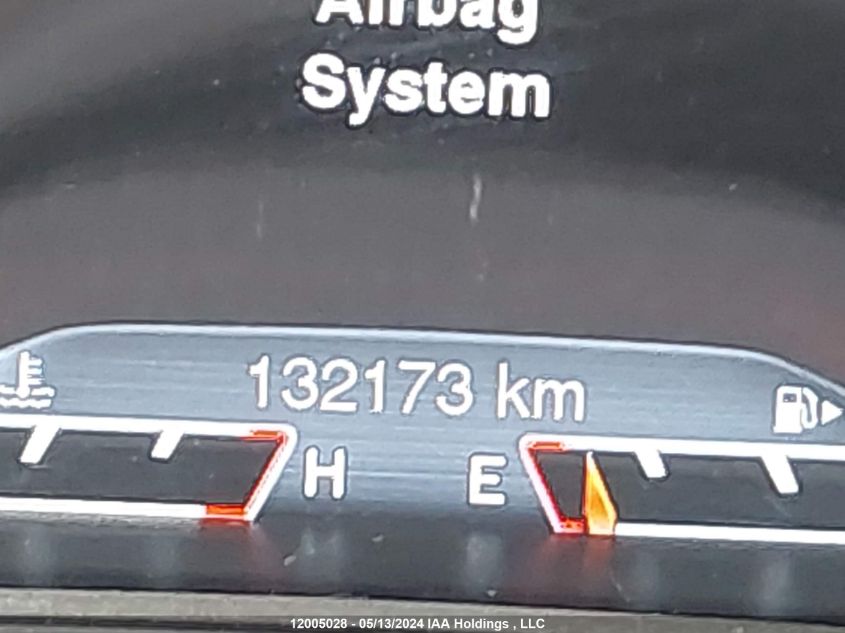 Airbag
System
132173 km
H E
12005028 - 05/13/2024 IAA Holdings , LLC